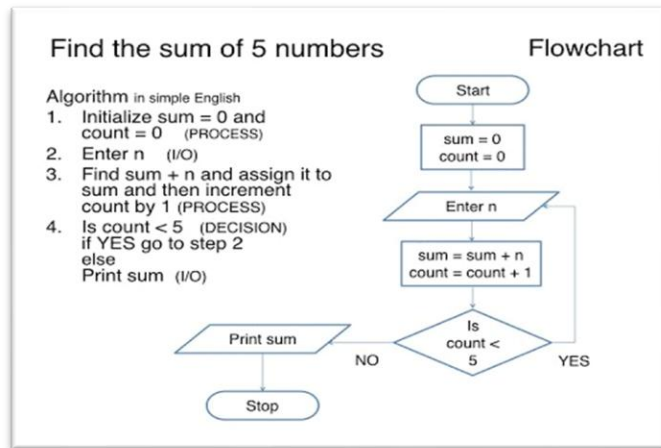 Find the sum of 5 numbers
Flowchart
Algorithm in simple English
1. Initialize sum = 0 and
count = 0 (PROCESS)
2. Enter n (I/O)
3. Find sum + n and assign it to
sum and then increment
count by 1 (PROCESS)
4. Is count < 5 (DECISION)
if YES go to step 2
else
Print sum (I/O)
Start
sum = 0
count = 0
Enter n
sum = sum + n
count = count + 1
Is
count <
5
YES
NO
Print sum
Stop